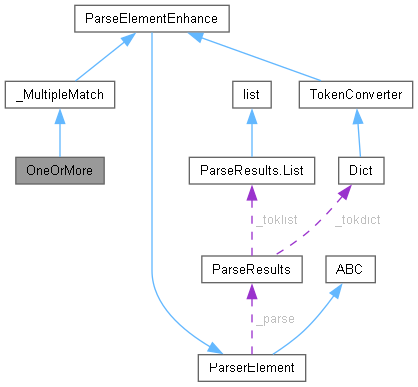 ParseElementEnhance
_MultipleMatch
list
TokenConverter
OneOrMore
ParseResults.List
Dict
_toklist
_tokdict
ParseResults
ABC
_parse
ParserElement